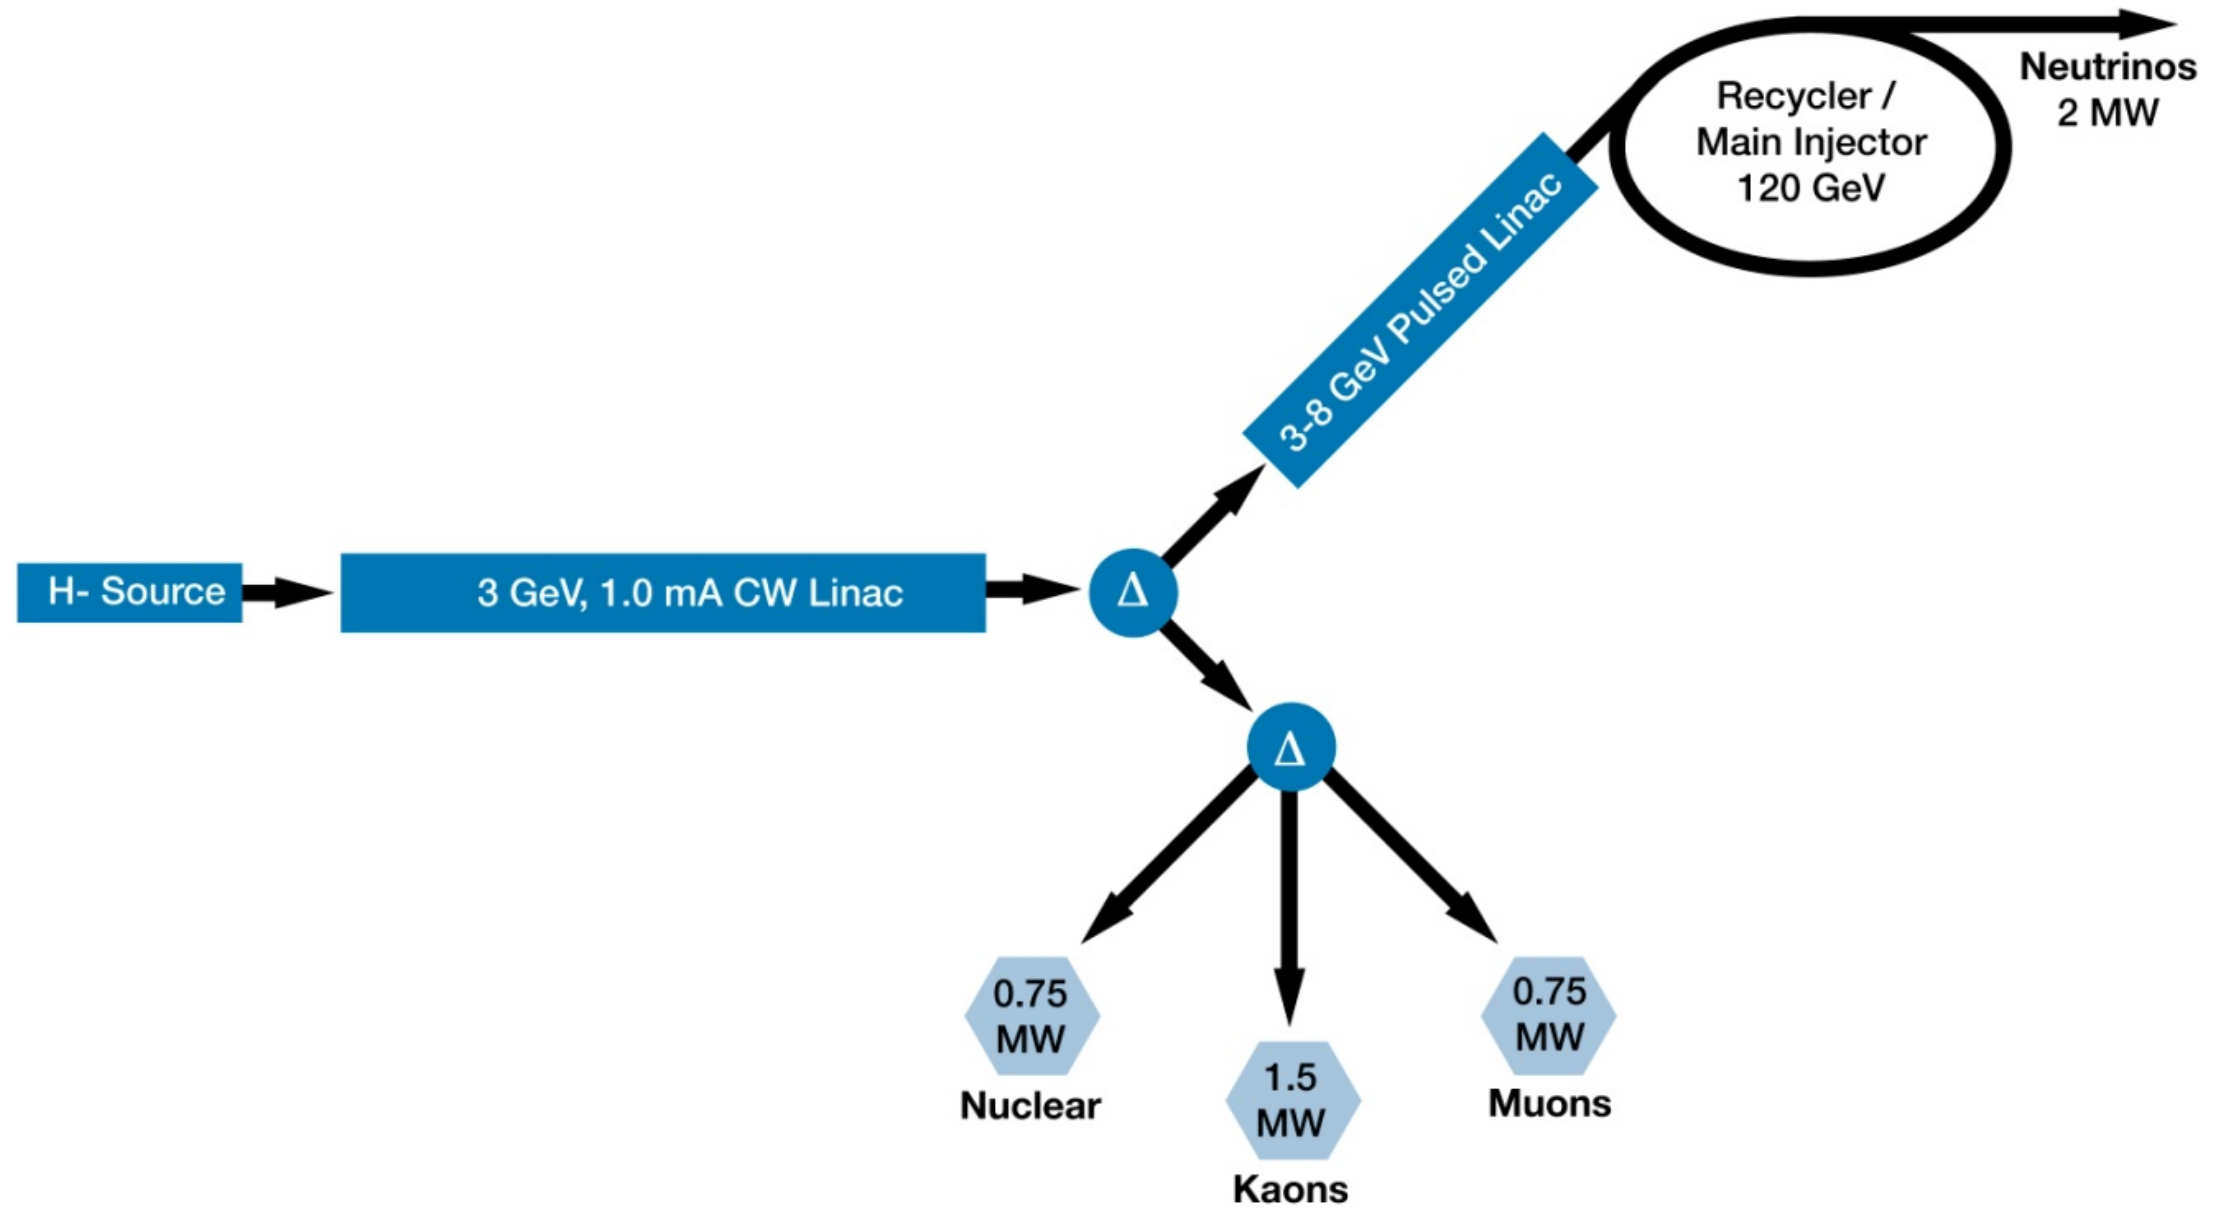 Neutrinos
2 MW
Recycler /
Main Injector
120 GeV
3-8 GeV Pulsed Linac
H- Source
3 GeV, 1.0 mA CW Linac
Δ
Δ
0.75
MW
Nuclear
1.5
MW
Kaons
0.75
MW
Muons